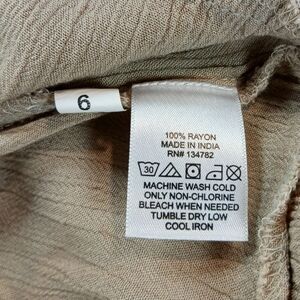 6
100% RAYON
MADE IN INDIA
RN# 134782
30
MACHINE WASH COLD
ONLY NON-CHLORINE
BLEACH WHEN NEEDED
TUMBLE DRY LOW
COOL IRON